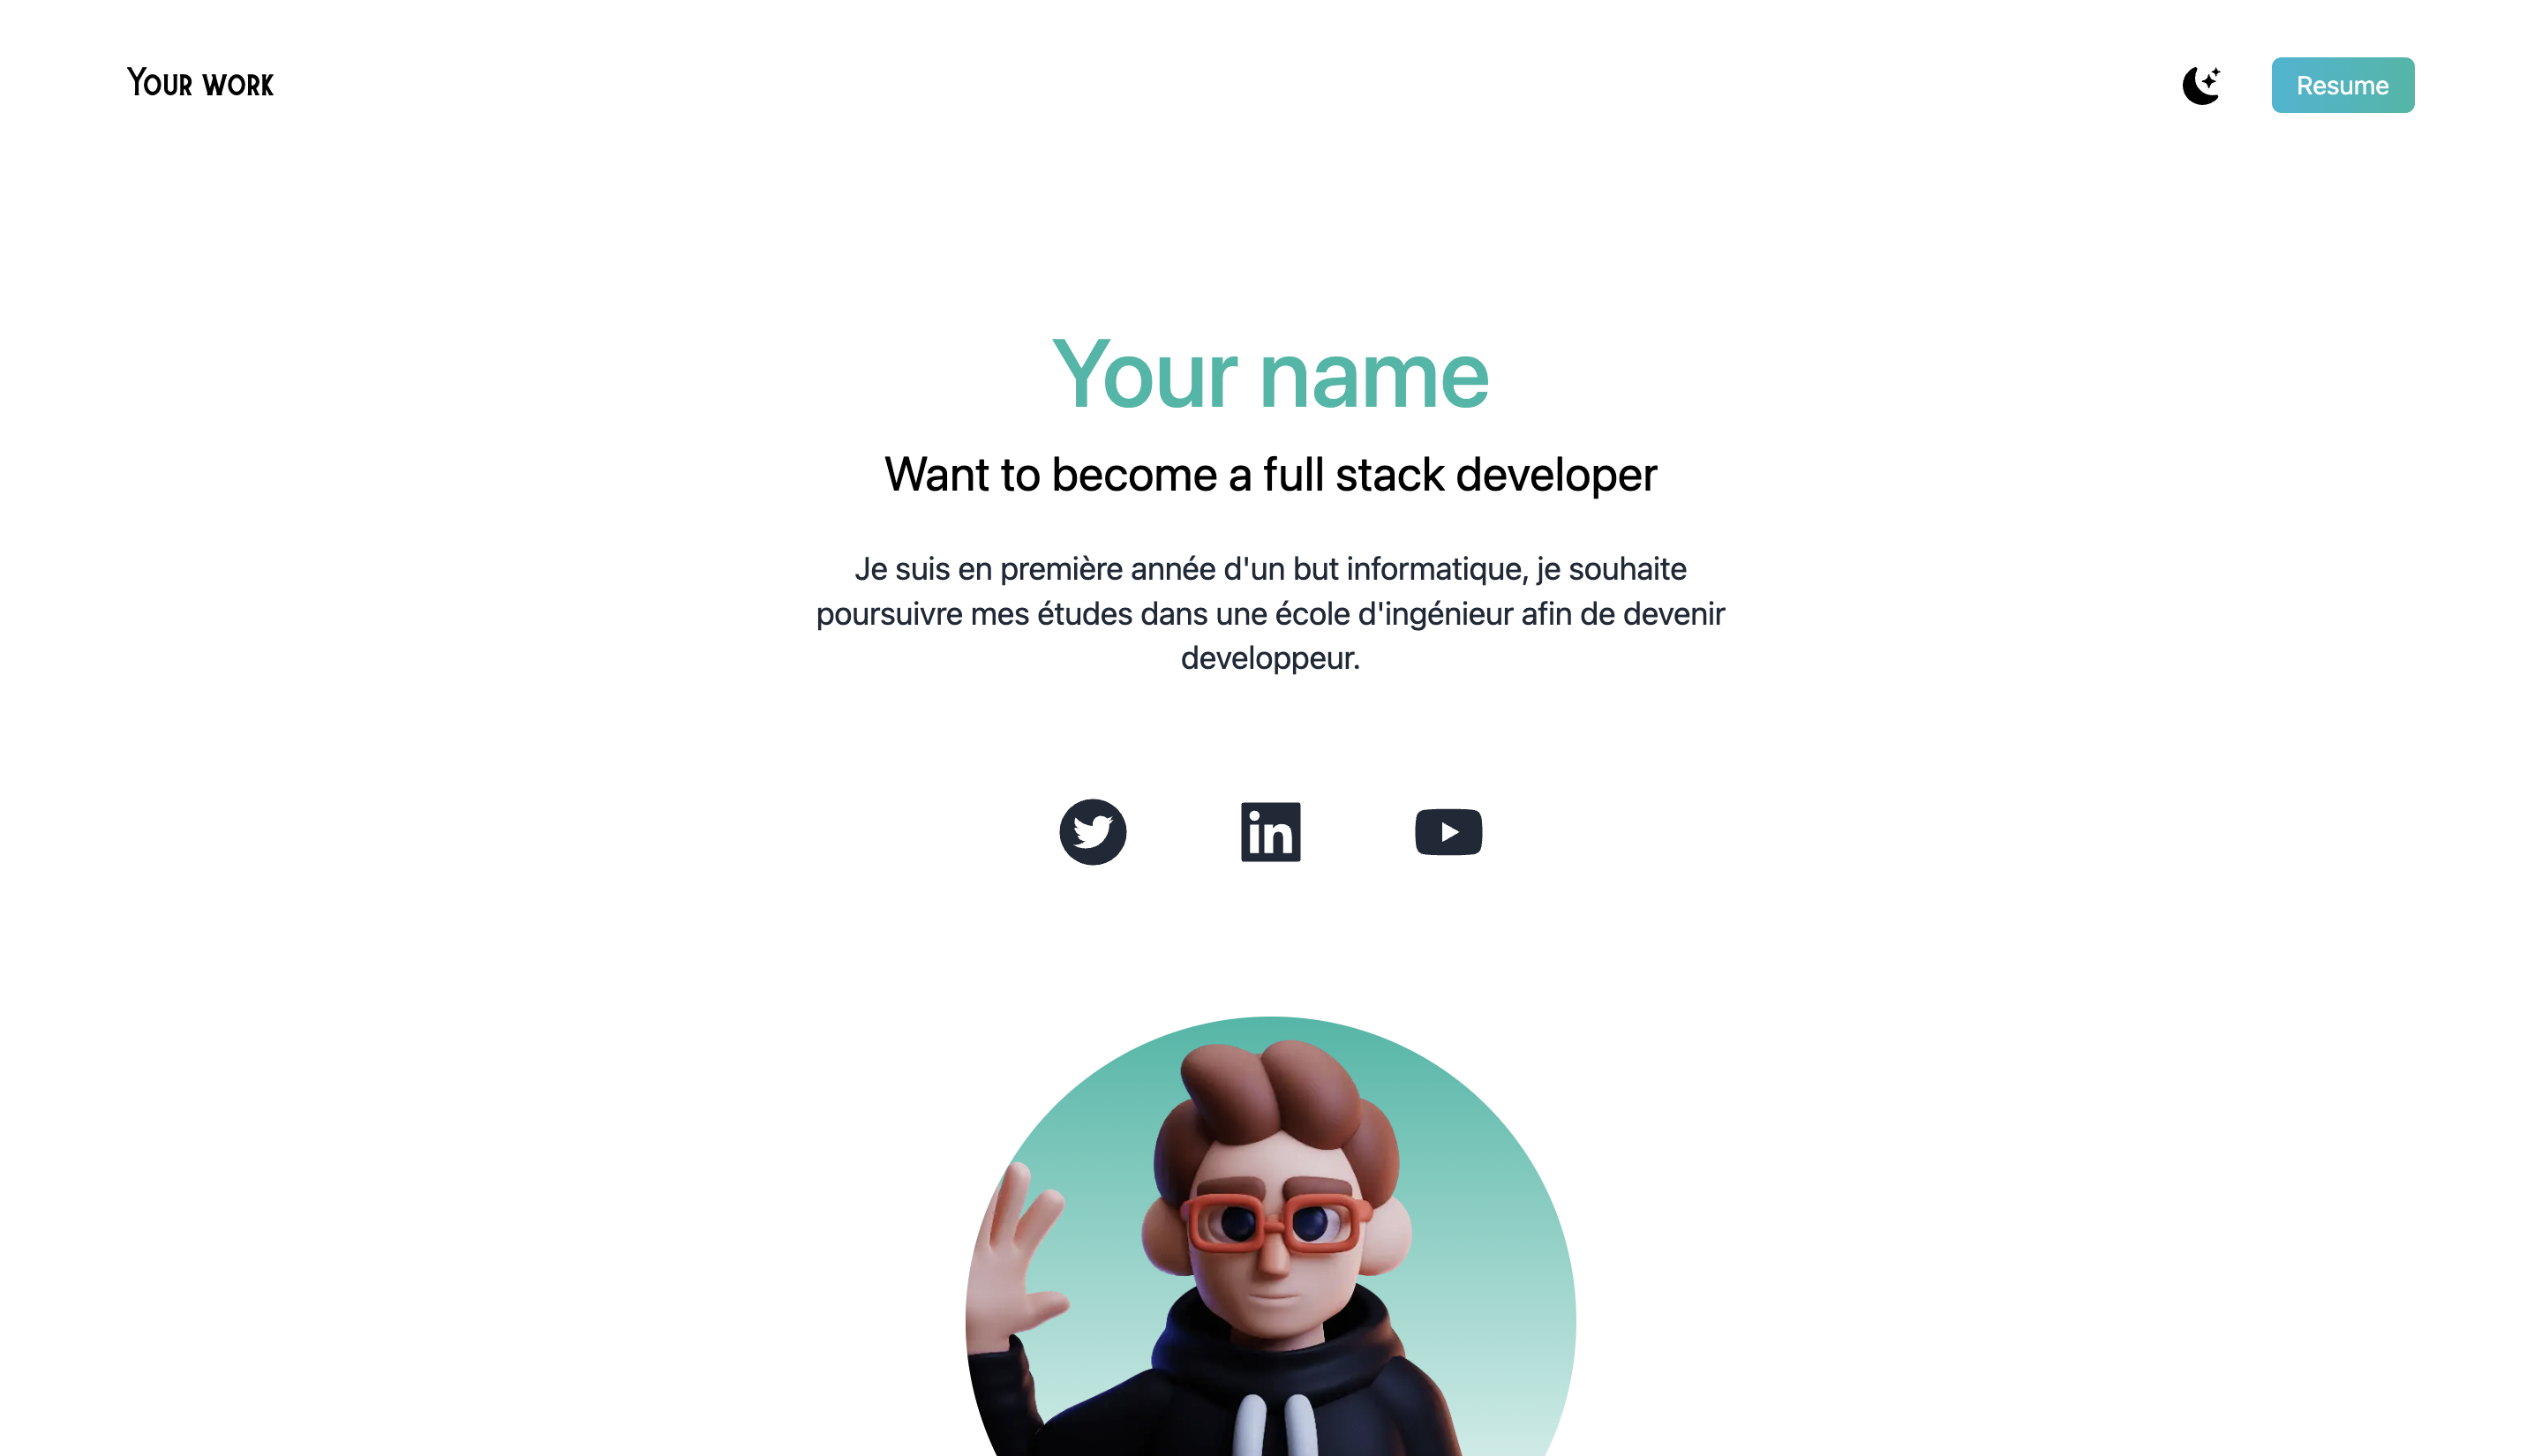 Your work
Resume
Your name
Want to become a full stack developer
Je suis en première année d'un but informatique, je souhaite
poursuivre mes études dans une école d'ingénieur afin de devenir
developpeur.
in